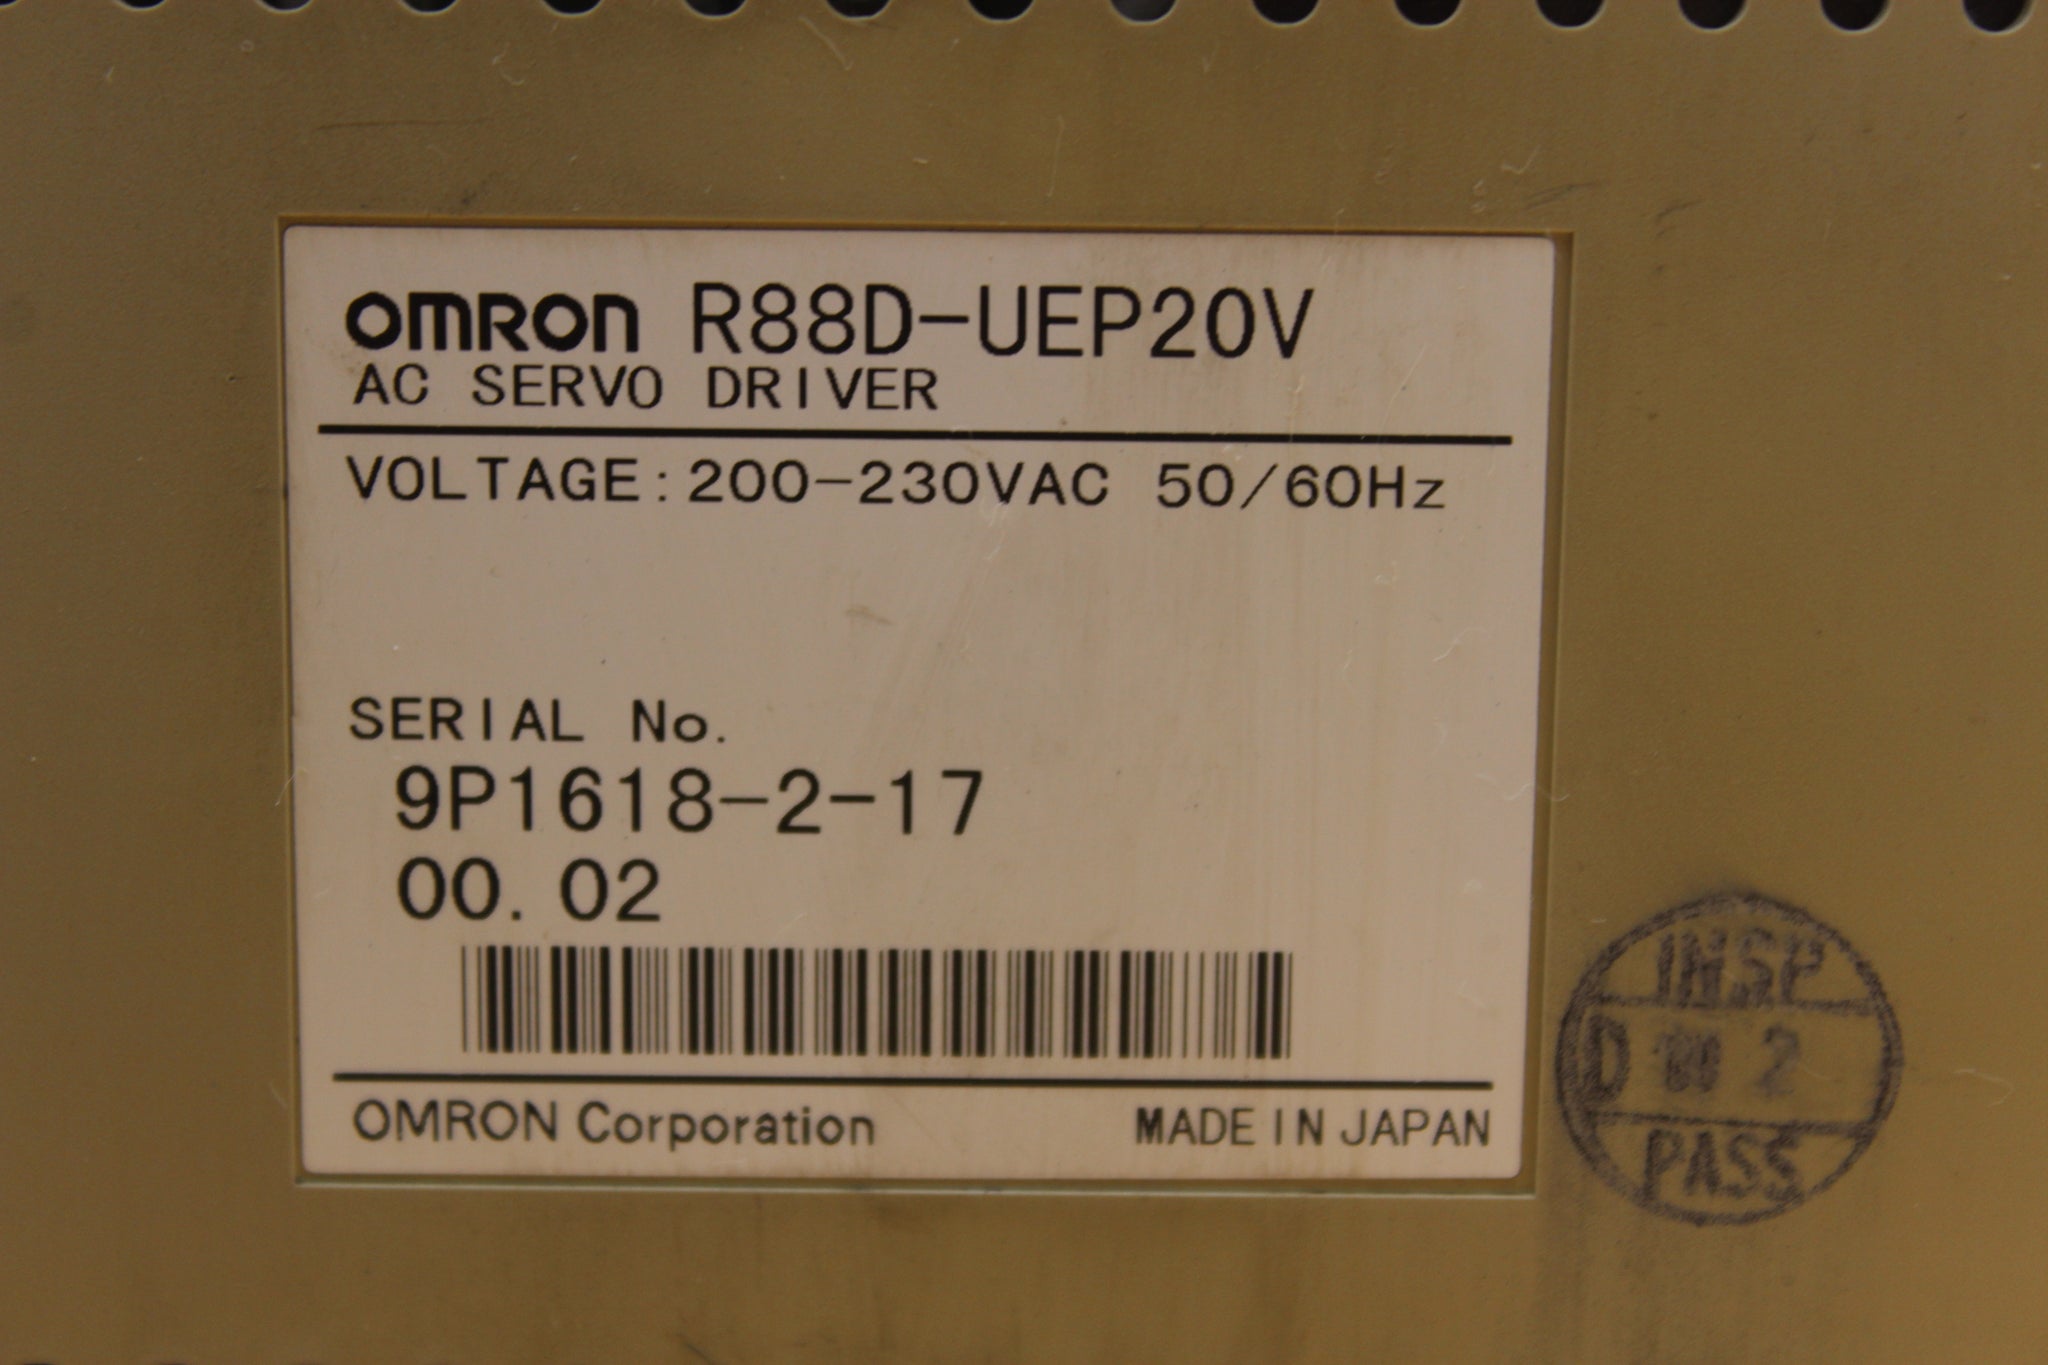 omron R88D-UEP20V
AC SERVO DRIVER
VOLTAGE:200-230VAC 50/60Hz
SERIAL No.
9P1618-2-17
00.02
OMRON Corporation MADE IN JAPAN
INSP
D 2
PASS